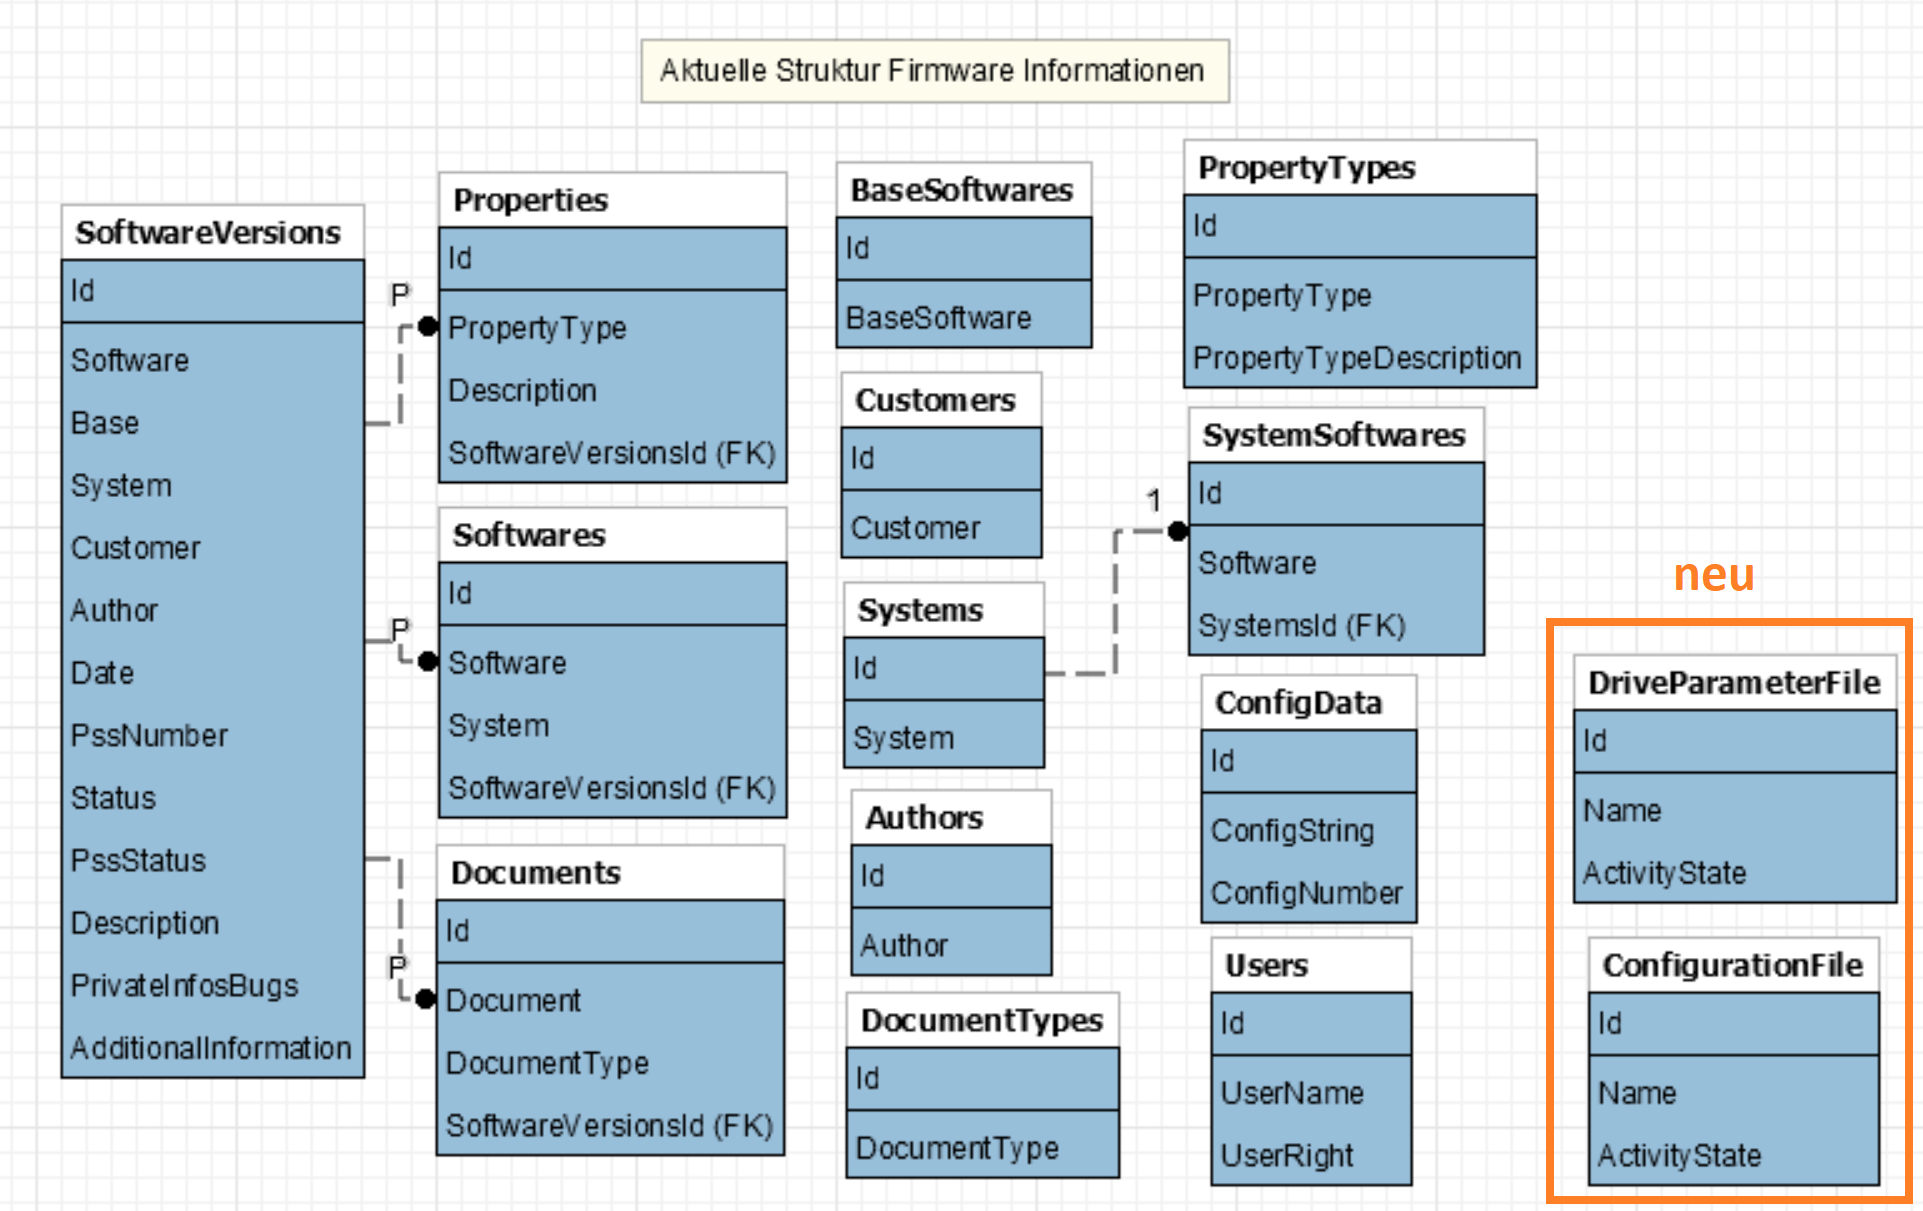 Aktuelle Struktur Firmware Informationen
SoftwareVersions
Id
Software
Base
System
Customer
Author
Date
PssNumber
Status
PssStatus
Description
PrivateInfosBugs
AdditionalInformation
P
Properties
Id
PropertyType
Description
SoftwareVersionsId (FK)
P
Softwares
Id
Software
System
SoftwareVersionsId (FK)
P
Documents
Id
Document
DocumentType
SoftwareVersionsId (FK)
BaseSoftwares
Id
BaseSoftware
Customers
Id
Customer
Systems
Id
System
Authors
Id
Author
DocumentTypes
Id
DocumentType
PropertyTypes
Id
PropertyType
PropertyTypeDescription
1
SystemSoftwares
Id
Software
SystemsId (FK)
ConfigData
Id
ConfigString
ConfigNumber
Users
Id
UserName
UserRight
neu
DriveParameterFile
Id
Name
ActivityState
ConfigurationFile
Id
Name
ActivityState